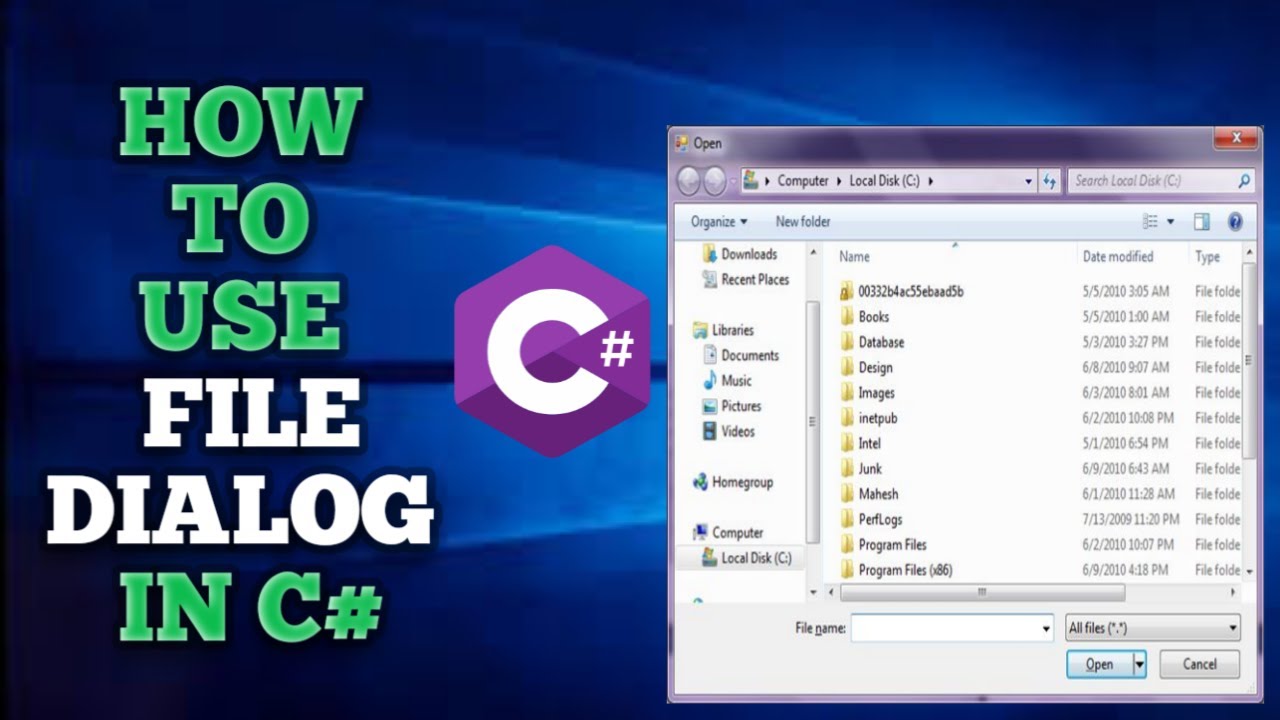 HOW
TO
USE
FILE
DIALOG
IN C#
C#
Open
Computer
Local Disk (C:)
Search Local Disk (C:)
Organize
New folder
Downloads
Recent Places
Libraries
Documents
Music
Pictures
Videos
Homegroup
Computer
Local Disk (C:)
Name Date modified Type
00332b4ac55ebaad5b 5/5/2010 3:05 AM File folde
Books 5/5/2010 1:00 AM File folde
Database 5/3/2010 3:27 PM File folde
Design 6/8/2010 9:07 AM File folde
Images 6/3/2010 8:01 AM File folde
inetpub 6/2/2010 10:08 PM File folde
Intel 5/1/2010 6:54 PM File folde
Junk 6/9/2010 6:43 AM File folde
Mahesh 6/1/2010 11:28 AM File folde
PerfLogs 7/13/2009 11:20 PM File folde
Program Files 6/2/2010 10:07 PM File folde
Program Files (x86) 6/9/2010 4:18 PM File folde
File name:
All files (*.*)
Open
Cancel